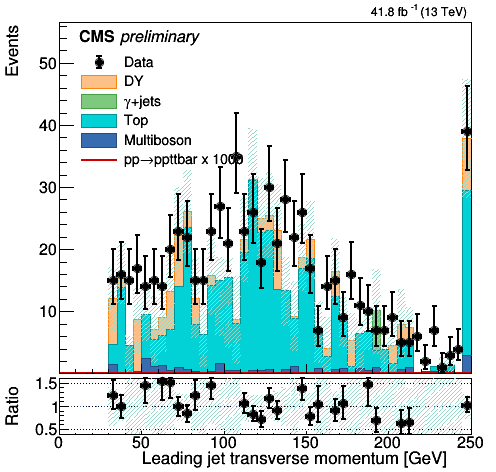 41.8 fb⁻¹ (13 TeV)
Events
CMS preliminary
Data
DY
γ+jets
Top
Multiboson
pp→ppttbar x 1000
50
40
30
20
10
Ratio
1.5
1
0.5
0 50 100 150 200 250
Leading jet tranverse momentum [GeV]